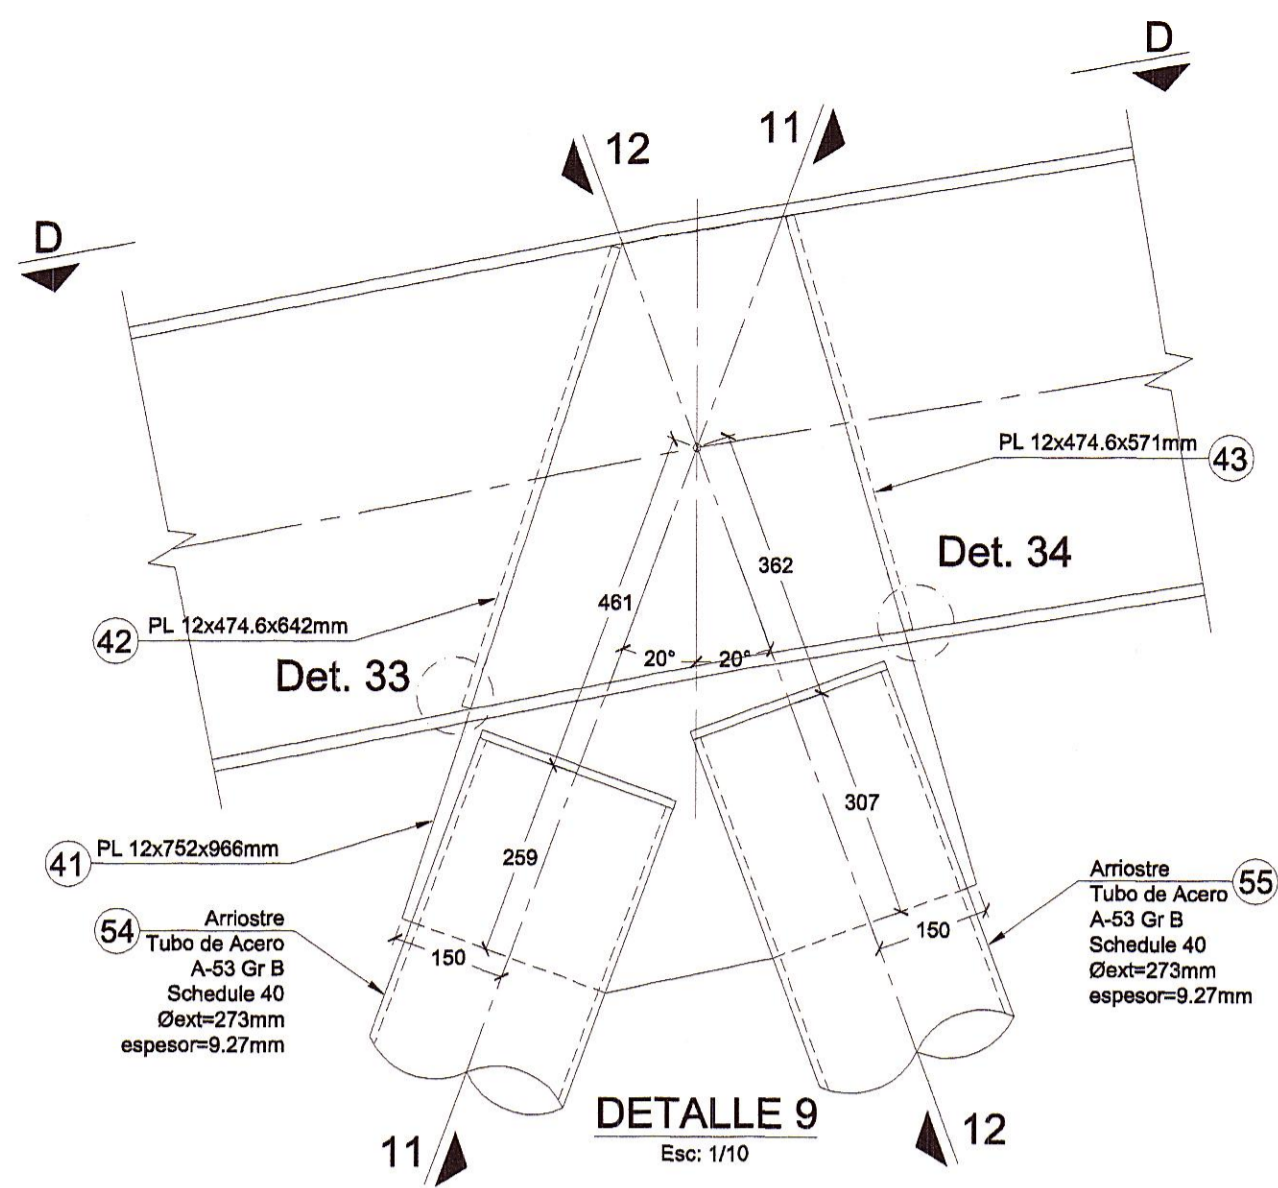 D
11
12
D
PL 12x474.6x571mm
43
Det. 34
362
461
42
PL 12x474.6x642mm
20°
20°
Det. 33
307
259
41
PL 12x752x966mm
54
Arriostre
Tubo de Acero
A-53 Gr B
Schedule 40
Øext=273mm
espesor=9.27mm
150
150
Arriostre
Tubo de Acero
A-53 Gr B
Schedule 40
Øext=273mm
espesor=9.27mm
55
DETALLE 9
Esc: 1/10
11
12